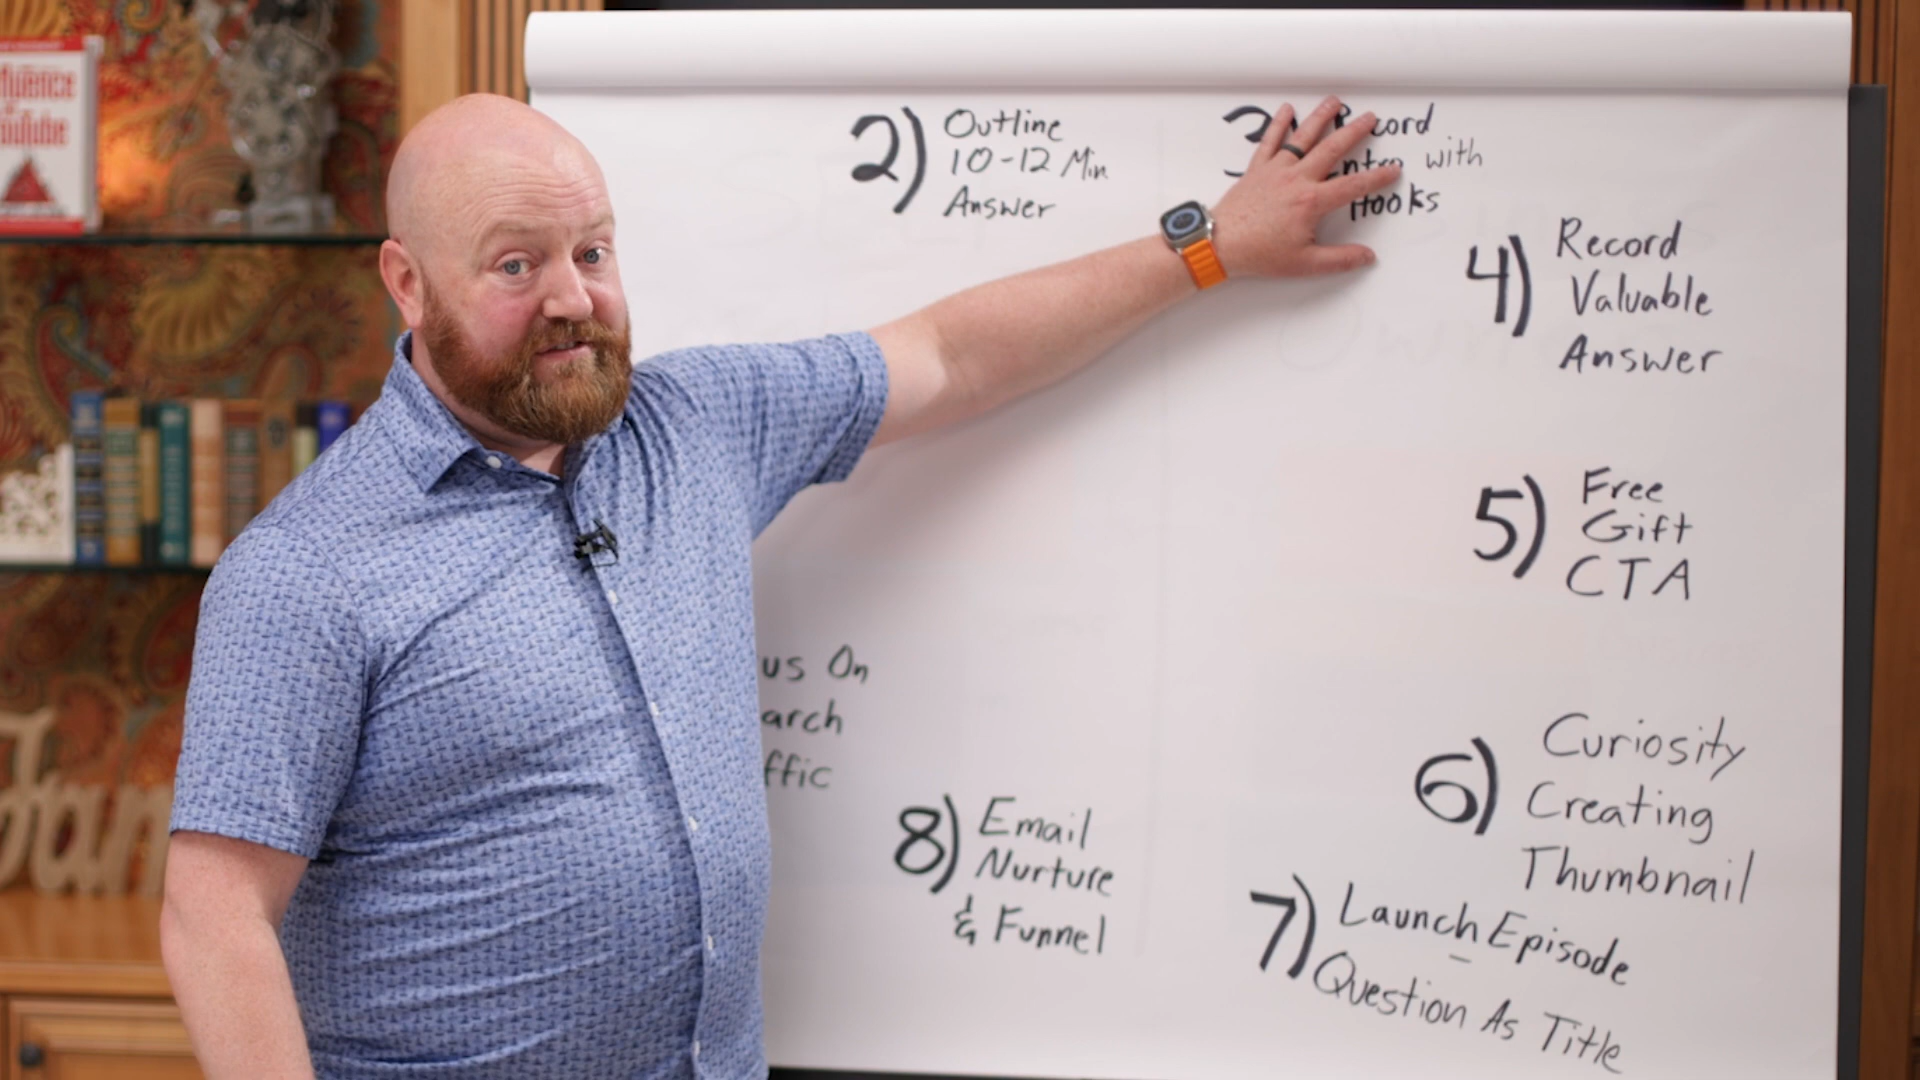 2) Outline
10-12 Min
Answer
with
Hooks
4) Record
Valuable
Answer
5) Free
Gift
CTA
6) Curiosity
Creating
Thumbnail
7) Launch Episode
Question As Title
8) Email
Nurture
& Funnel
On